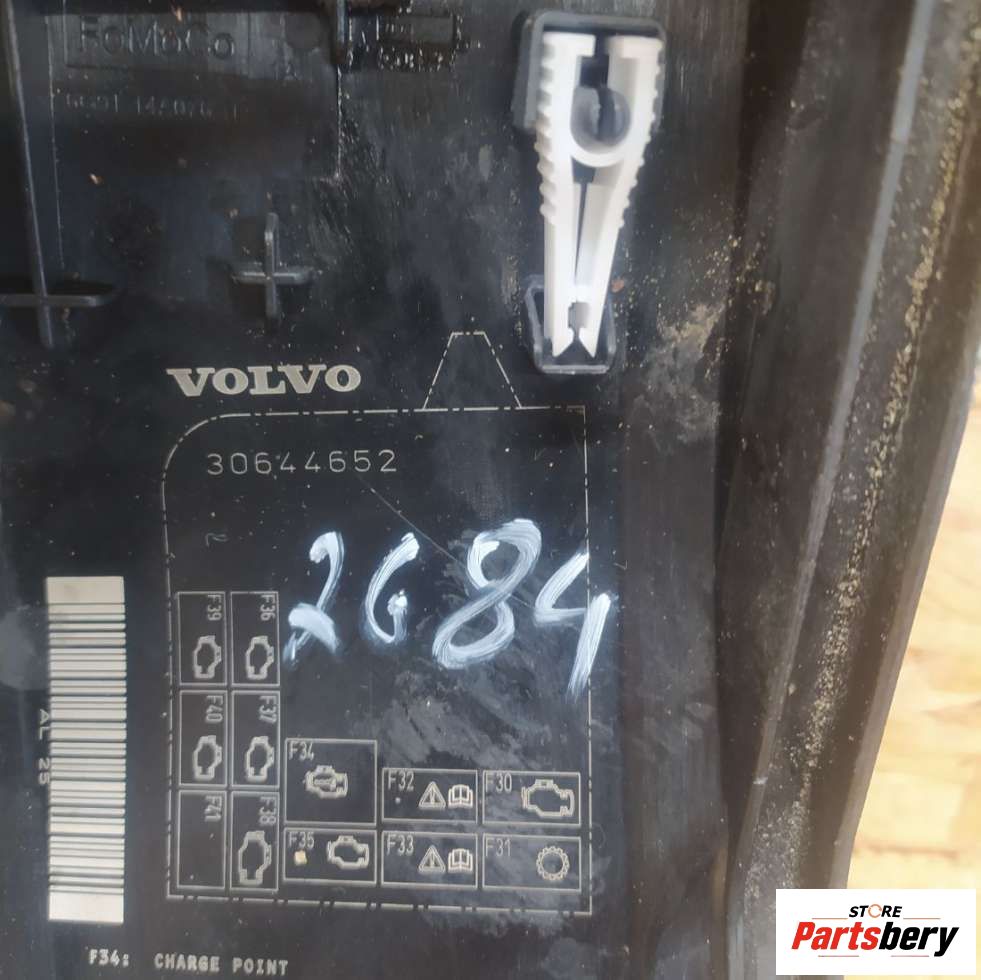 FoMoCo
VOLVO
30644652
2684
F39
F36
F40
F37
F34
F32
F30
F41
F38
F35
F33
F31
AL 25
F34: CHARGE POINT
STORE
Partsbery